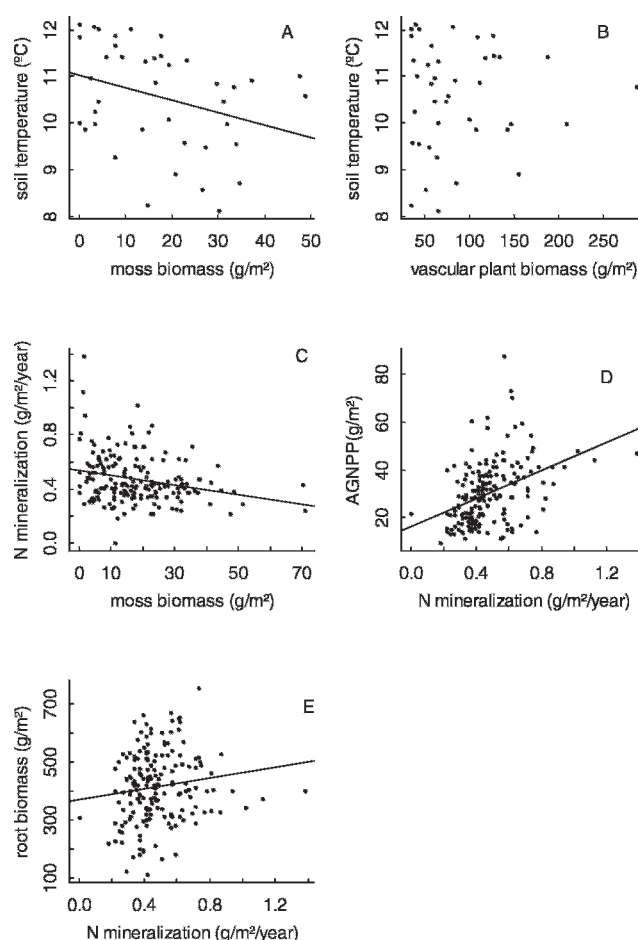 A
soil temperature (ºC)
8 9 10 11 12
0 10 20 30 40 50
moss biomass (g/m²)
B
soil temperature (ºC)
8 9 10 11 12
50 100 150 200 250
vascular plant biomass (g/m²)
C
N mineralization (g/m²/year)
0.0 0.4 0.8 1.2
0 10 20 30 40 50 60 70
moss biomass (g/m²)
D
AGNPP(g/m²)
20 40 60 80
0.0 0.4 0.8 1.2
N mineralization (g/m²/year)
E
root biomass (g/m²)
100 300 500 700
0.0 0.4 0.8 1.2
N mineralization (g/m²/year)